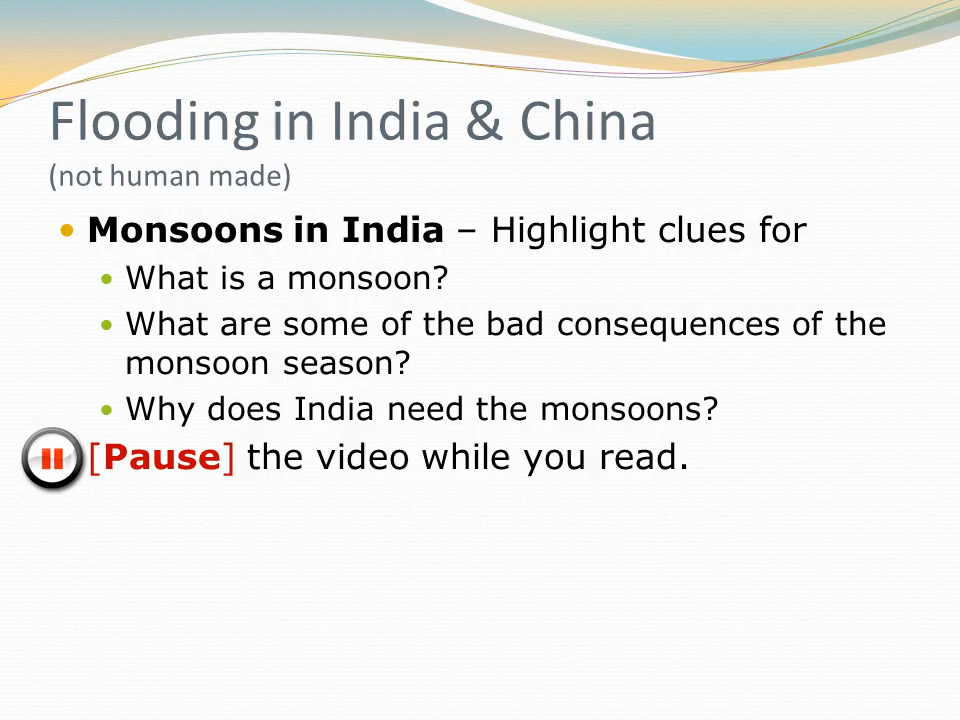 Flooding in India & China
(not human made)
Monsoons in India – Highlight clues for
What is a monsoon?
What are some of the bad consequences of the
monsoon season?
Why does India need the monsoons?
[Pause] the video while you read.